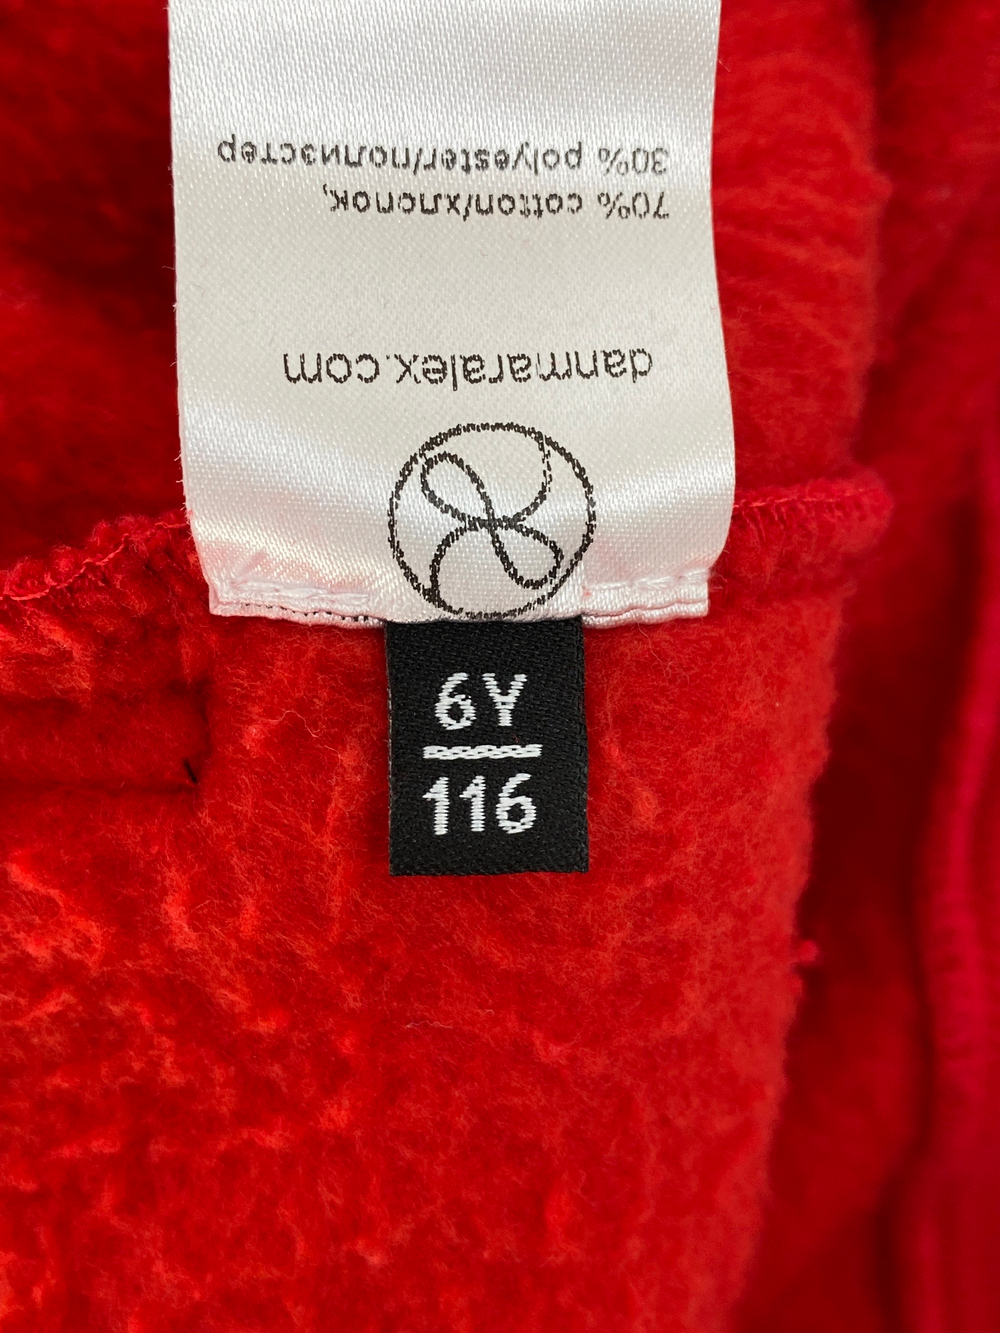 danmaralex.com
70% cotton/хлопок,
30% polyester/полиэстер
6Y
116